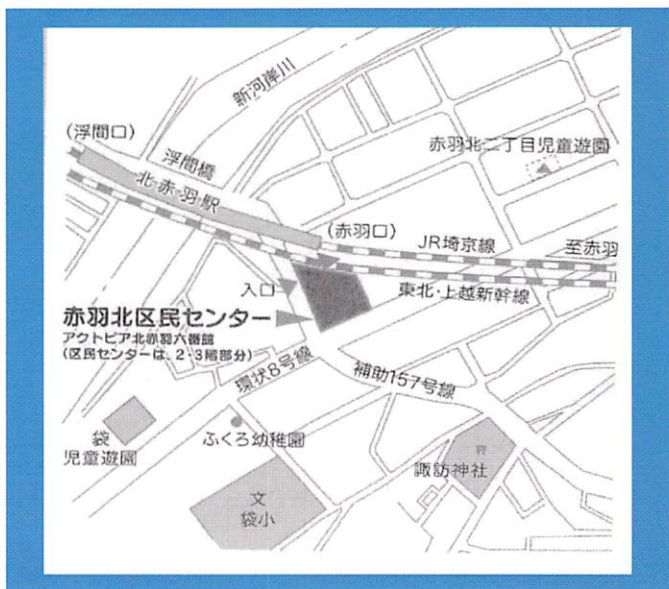 新河岸川
(浮間口)
浮間橋
赤羽北二丁目児童遊園
北赤羽駅
(赤羽口)
JR埼京線
至赤羽
入口
東北・上越新幹線
赤羽北区民センター
アクトピア北赤羽六番館
(区民センターは、2・3階部分)
環状8号線
補助157号線
袋
児童遊園
ふくろ幼稚園
諏訪神社
文
袋小